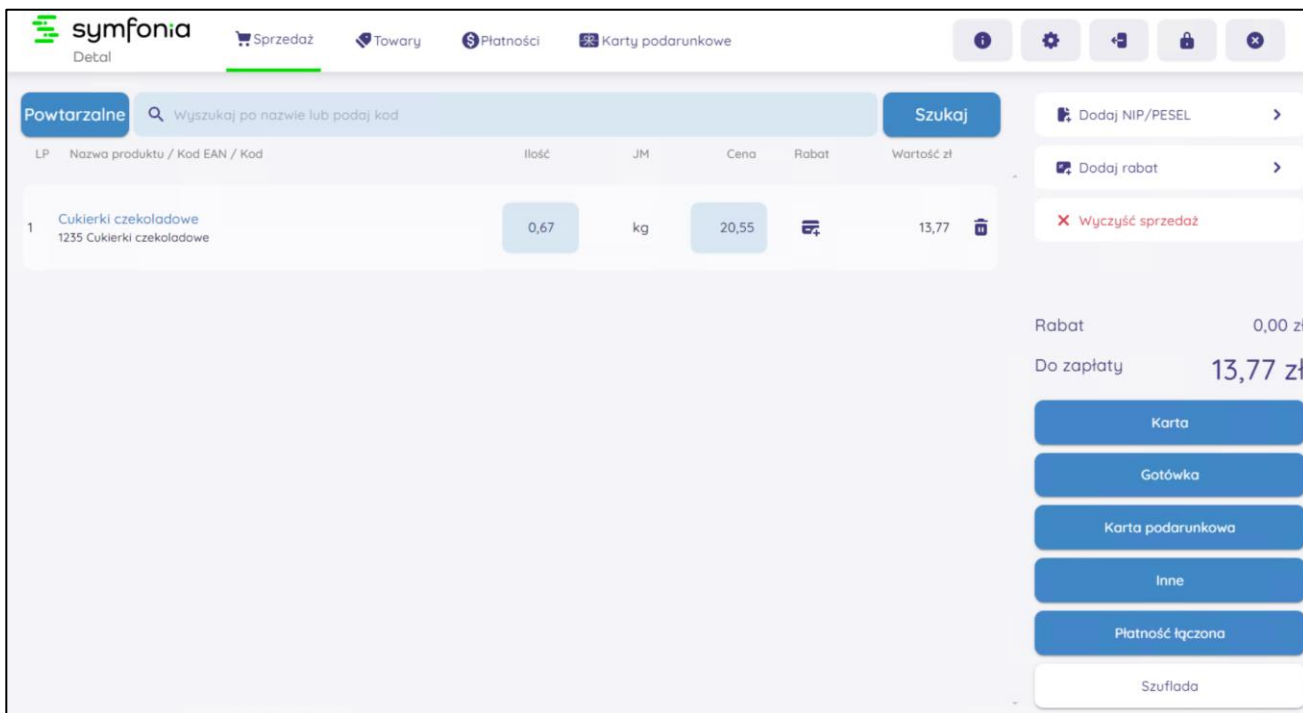 symfonia
Detal
Sprzedaż Towary Płatności Karty podarunkowe
Powtarzalne Wyszukaj po nazwie lub podaj kod Szukaj
LP Nazwa produktu / Kod EAN / Kod Ilość JM Cena Rabat Wartość zł
1 Cukierki czekoladowe 0,67 kg 20,55 13,77
1235 Cukierki czekoladowe
Dodaj NIP/PESEL
Dodaj rabat
Wyczyść sprzedaż
Rabat 0,00 zł
Do zapłaty 13,77 zł
Karta
Gotówka
Karta podarunkowa
Inne
Płatność łączona
Szuflada